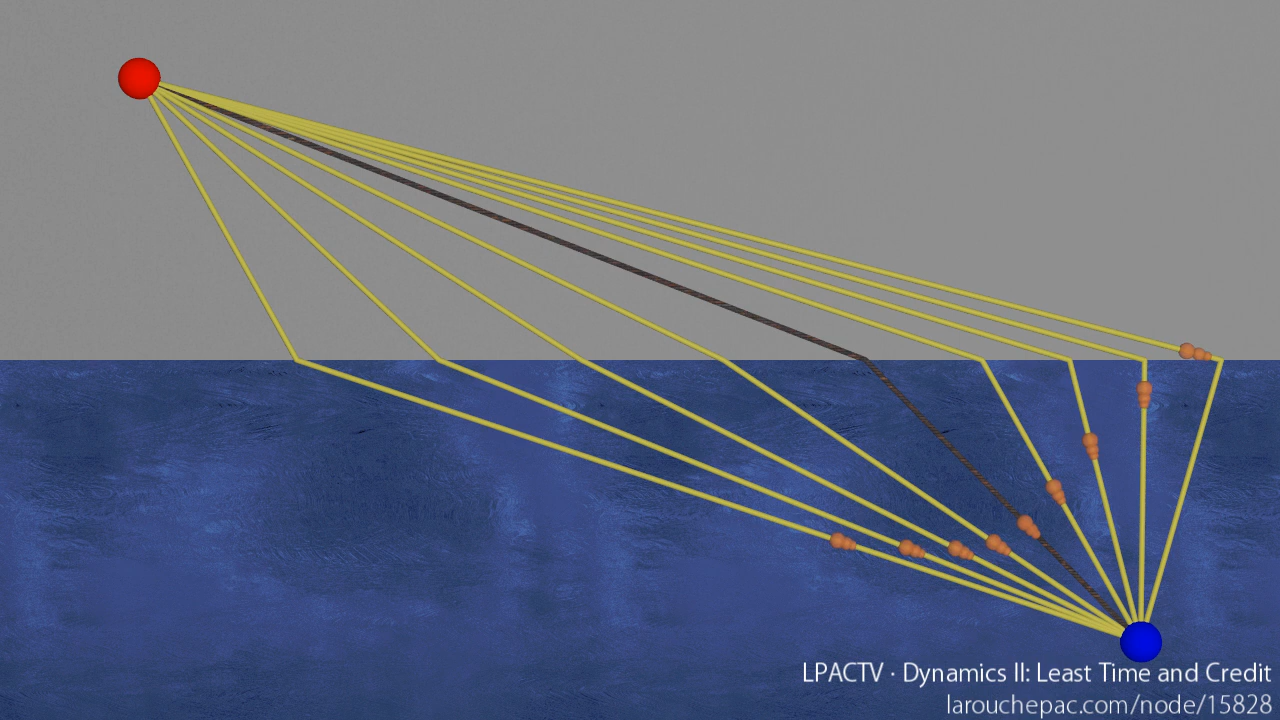 LPACTV · Dynamics II: Least Time and Credit
larouchepac.com/node/15828